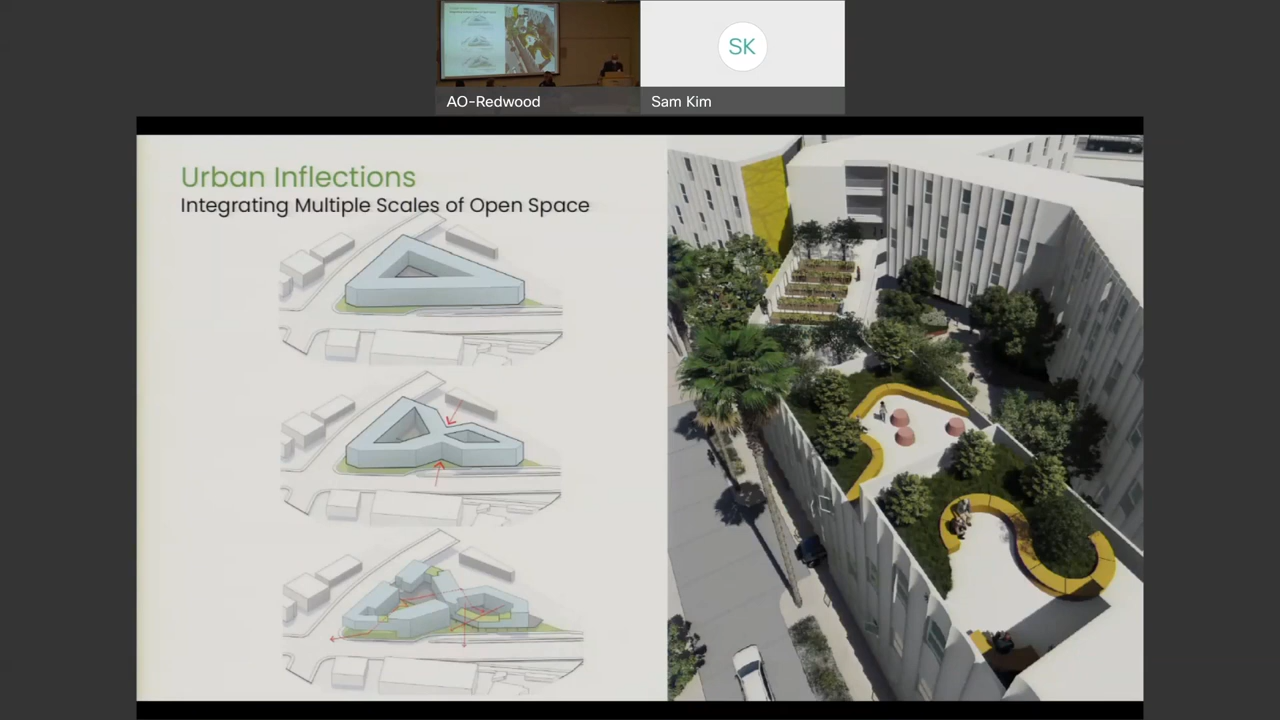 SK
AO-Redwood
Sam Kim
Urban Inflections
Integrating Multiple Scales of Open Space